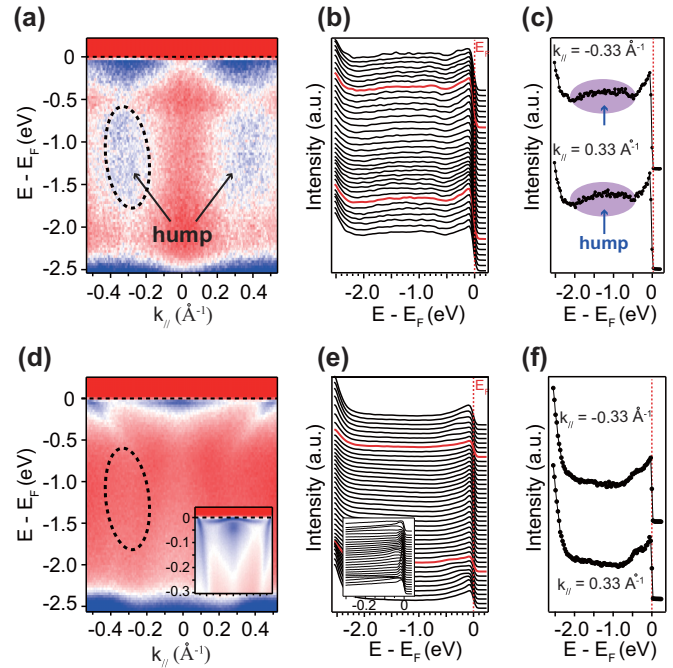 (a)
(b)
(c)
0
-0.5
-1.0
-1.5
-2.0
-2.5
E - E_F (eV)
hump
-0.4 -0.2 0 0.2 0.4
k_// (Å⁻¹)
Intensity (a.u.)
E_F
-2.0 -1.0 0
E - E_F (eV)
Intensity (a.u.)
k_// = -0.33 Å⁻¹
k_// = 0.33 Å⁻¹
hump
-2.0 -1.0 0
E - E_F (eV)
(d)
(e)
(f)
0
-0.5
-1.0
-1.5
-2.0
-2.5
E - E_F (eV)
0
-0.1
-0.2
-0.3
-0.4 -0.2 0 0.2 0.4
k_// (Å⁻¹)
Intensity (a.u.)
E_F
-0.2 0
-2.0 -1.0 0
E - E_F (eV)
Intensity (a.u.)
k_// = -0.33 Å⁻¹
k_// = 0.33 Å⁻¹
-2.0 -1.0 0
E - E_F (eV)